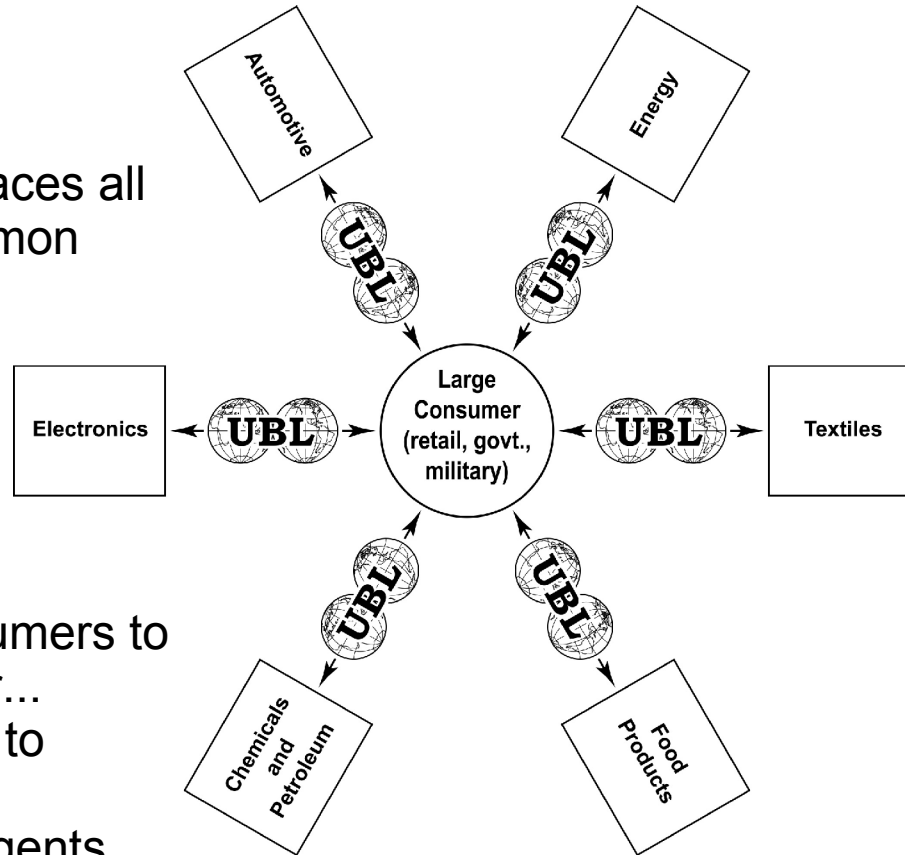 Automotive
Energy
aces all
mon
UBL
UBL
Large
Consumer
(retail, govt.,
military)
Electronics
UBL
UBL
Textiles
UBL
UBL
umers to
r...
to
Chemicals
and
Petroleum
Food
Products
gents